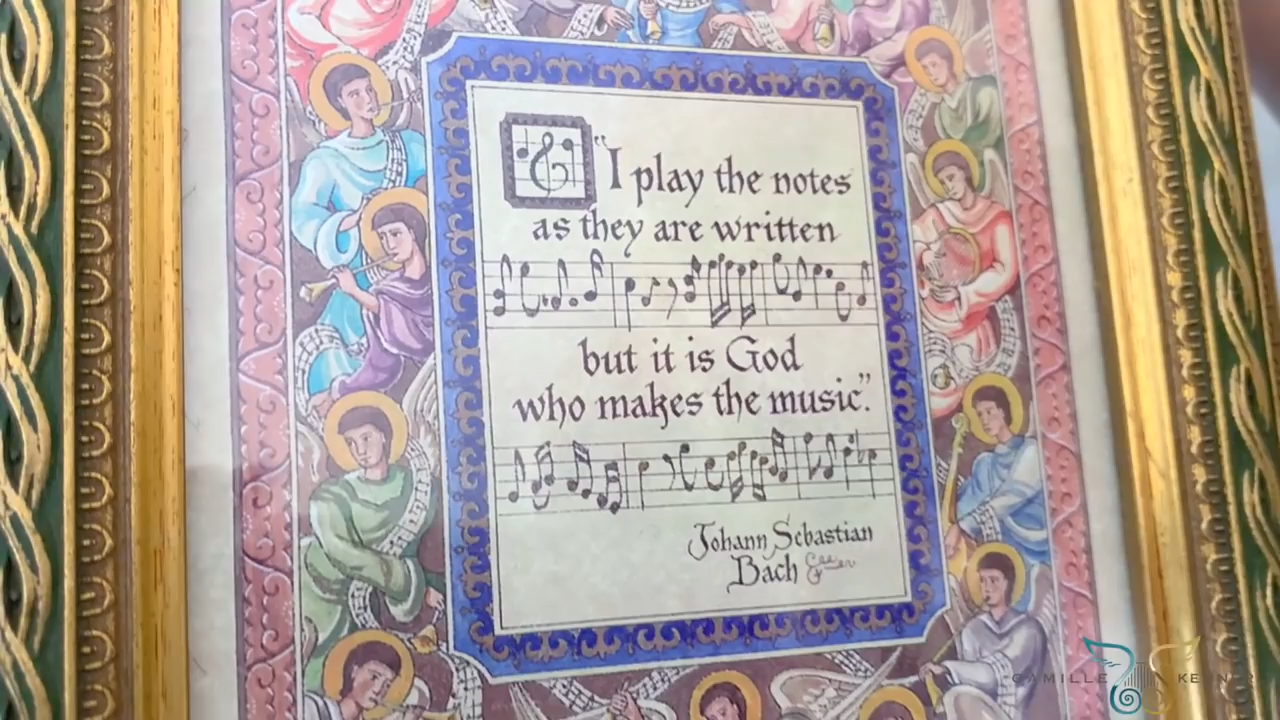 "I play the notes
as they are written
but it is God
who makes the music."
Johann Sebastian
Bach
CAMILLE